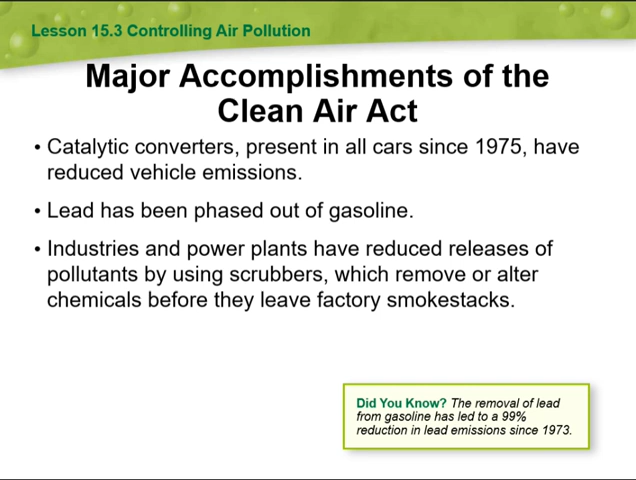 Lesson 15.3 Controlling Air Pollution
Major Accomplishments of the
Clean Air Act
• Catalytic converters, present in all cars since 1975, have
reduced vehicle emissions.
• Lead has been phased out of gasoline.
• Industries and power plants have reduced releases of
pollutants by using scrubbers, which remove or alter
chemicals before they leave factory smokestacks.
Did You Know? The removal of lead
from gasoline has led to a 99%
reduction in lead emissions since 1973.